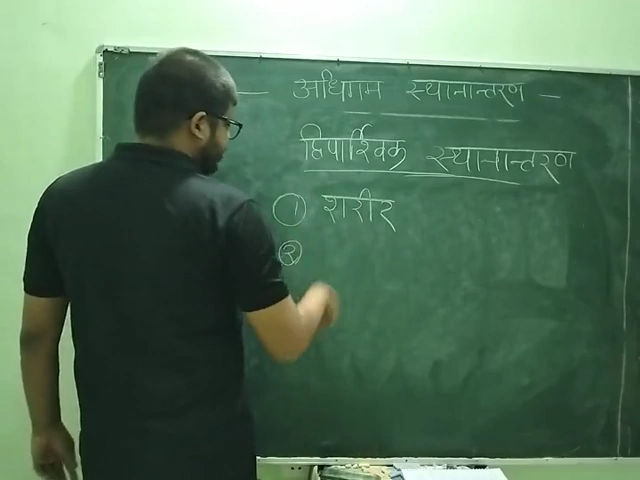 — अधिगम स्थानान्तरण —
द्विपार्श्विक स्थानान्तरण
① शरीर
②